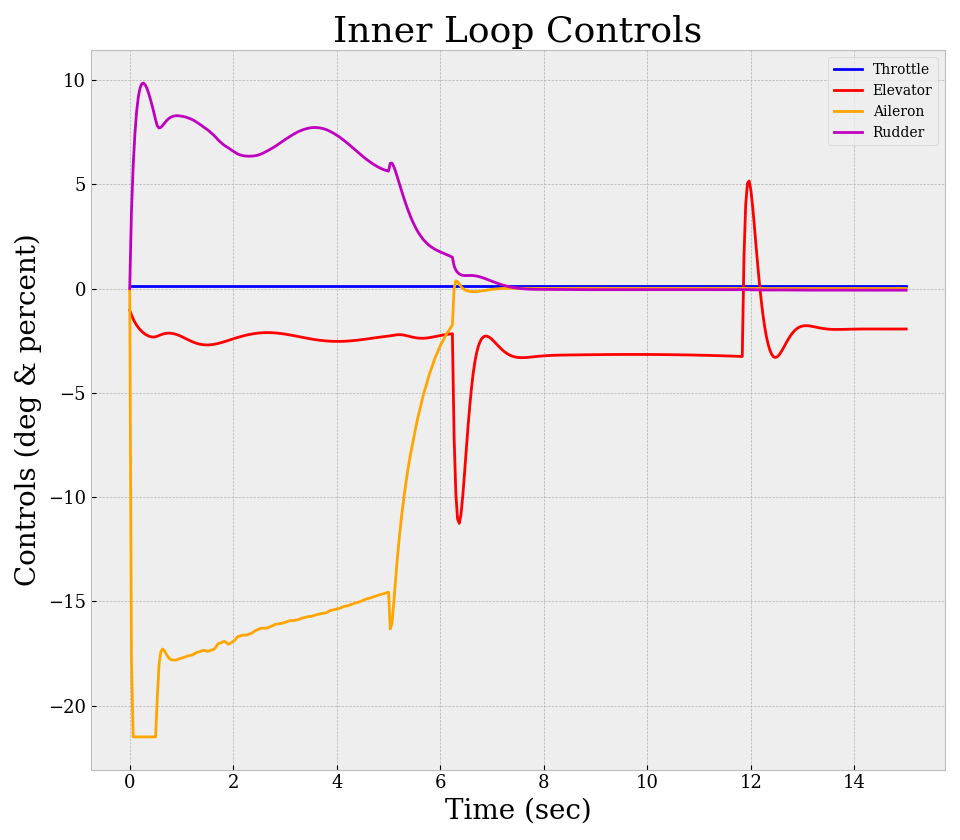 Inner Loop Controls
Throttle
Elevator
Aileron
Rudder
Controls (deg & percent)
10
5
0
−5
−10
−15
−20
0 2 4 6 8 10 12 14
Time (sec)